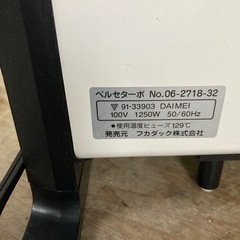 ベルセターボ No.06-2718-32
▽ 91-33903 DAIMEI
100V 1250W 50/60Hz
●使用温度ヒューズ129℃
発売元 フカダック株式会社